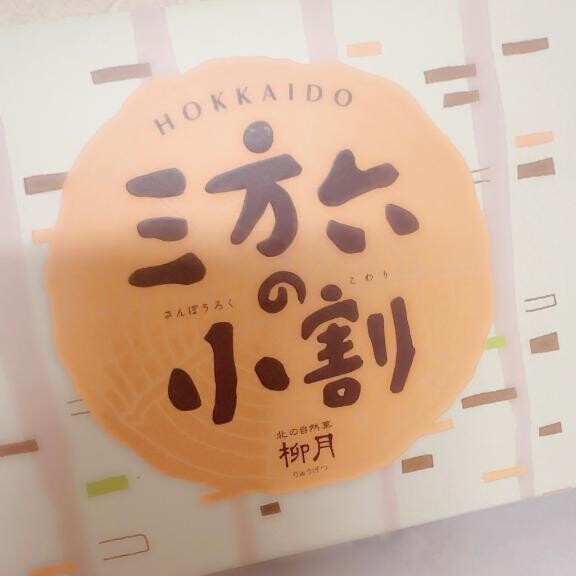 HOKKAIDO
三方六
さんぽうろく
の
こわり
小割
北の自然菓
柳月
りゅうげつ